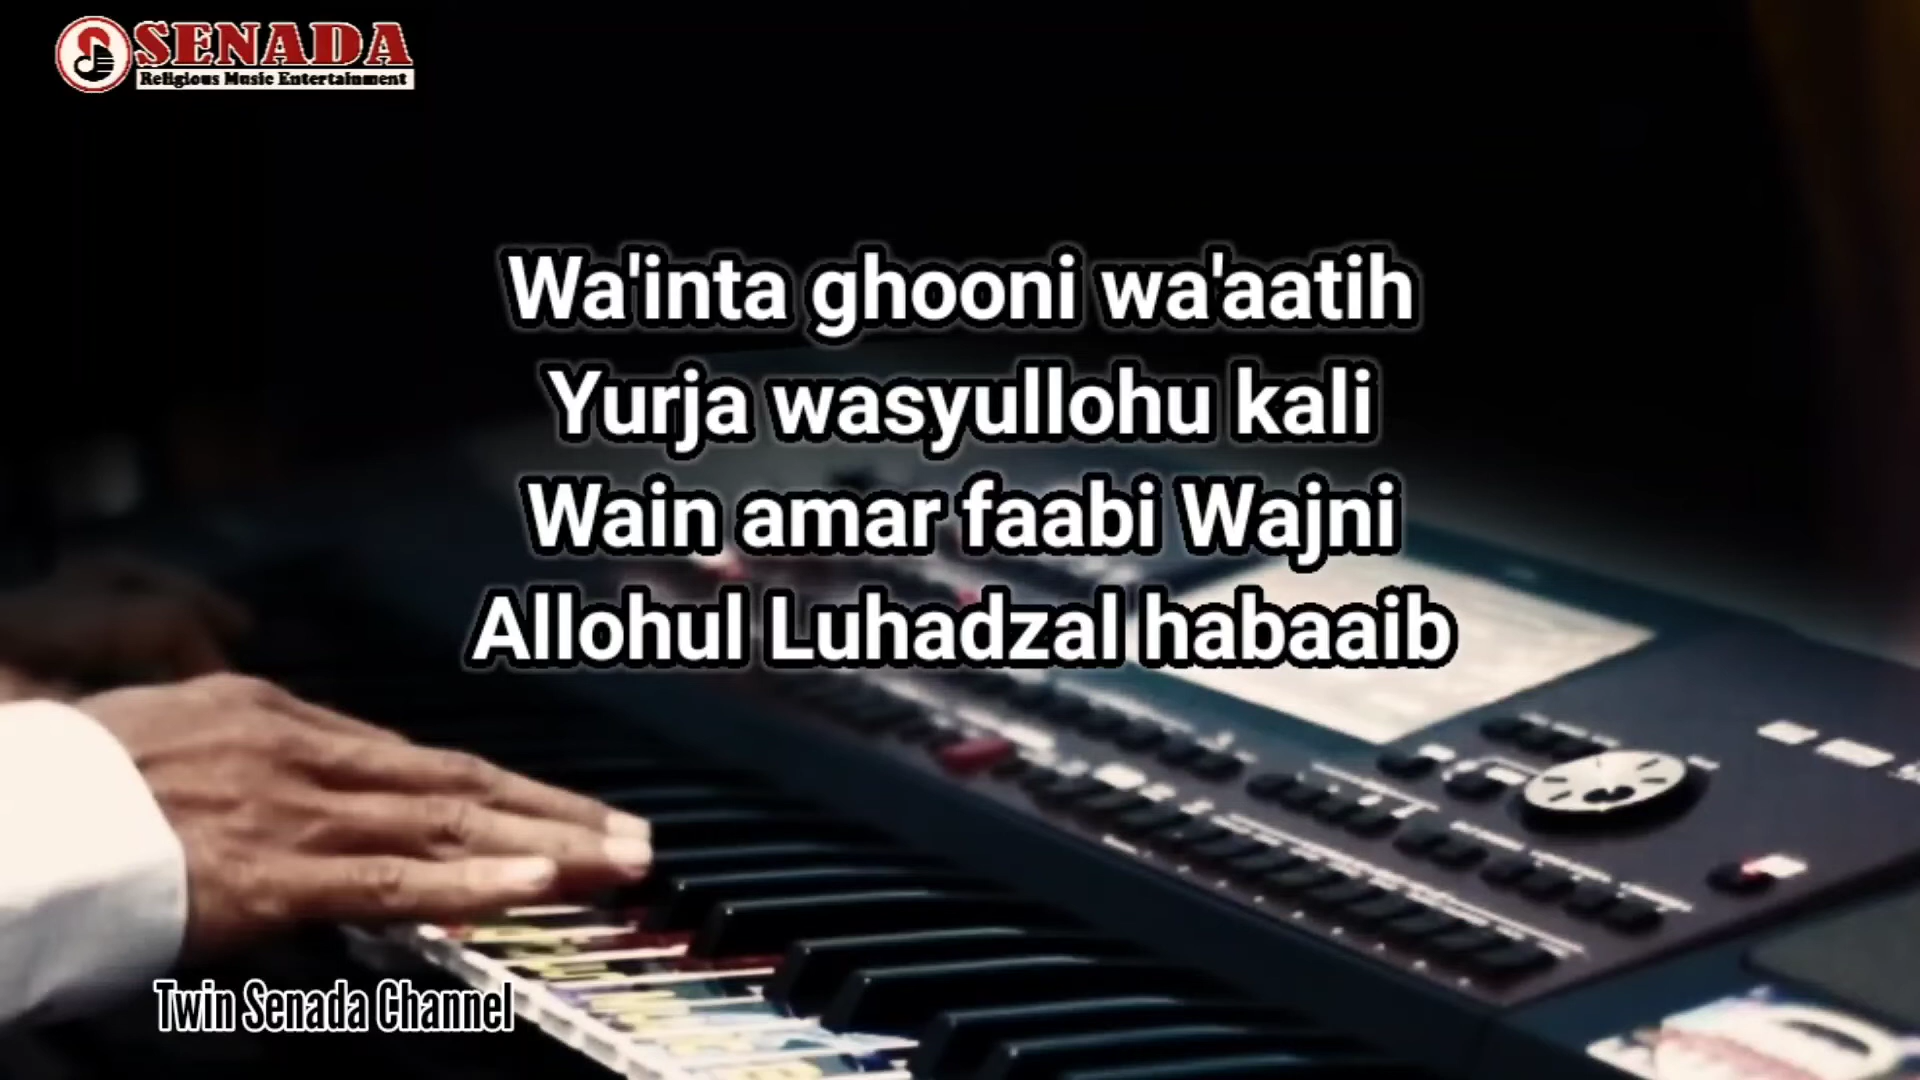 SENADA
Religious Music Entertainment
Wa'inta ghooni wa'aatih
Yurja wasyullohu kali
Wain amar faabi Wajni
Allohul Luhadzal habaaib
Twin Senada Channel